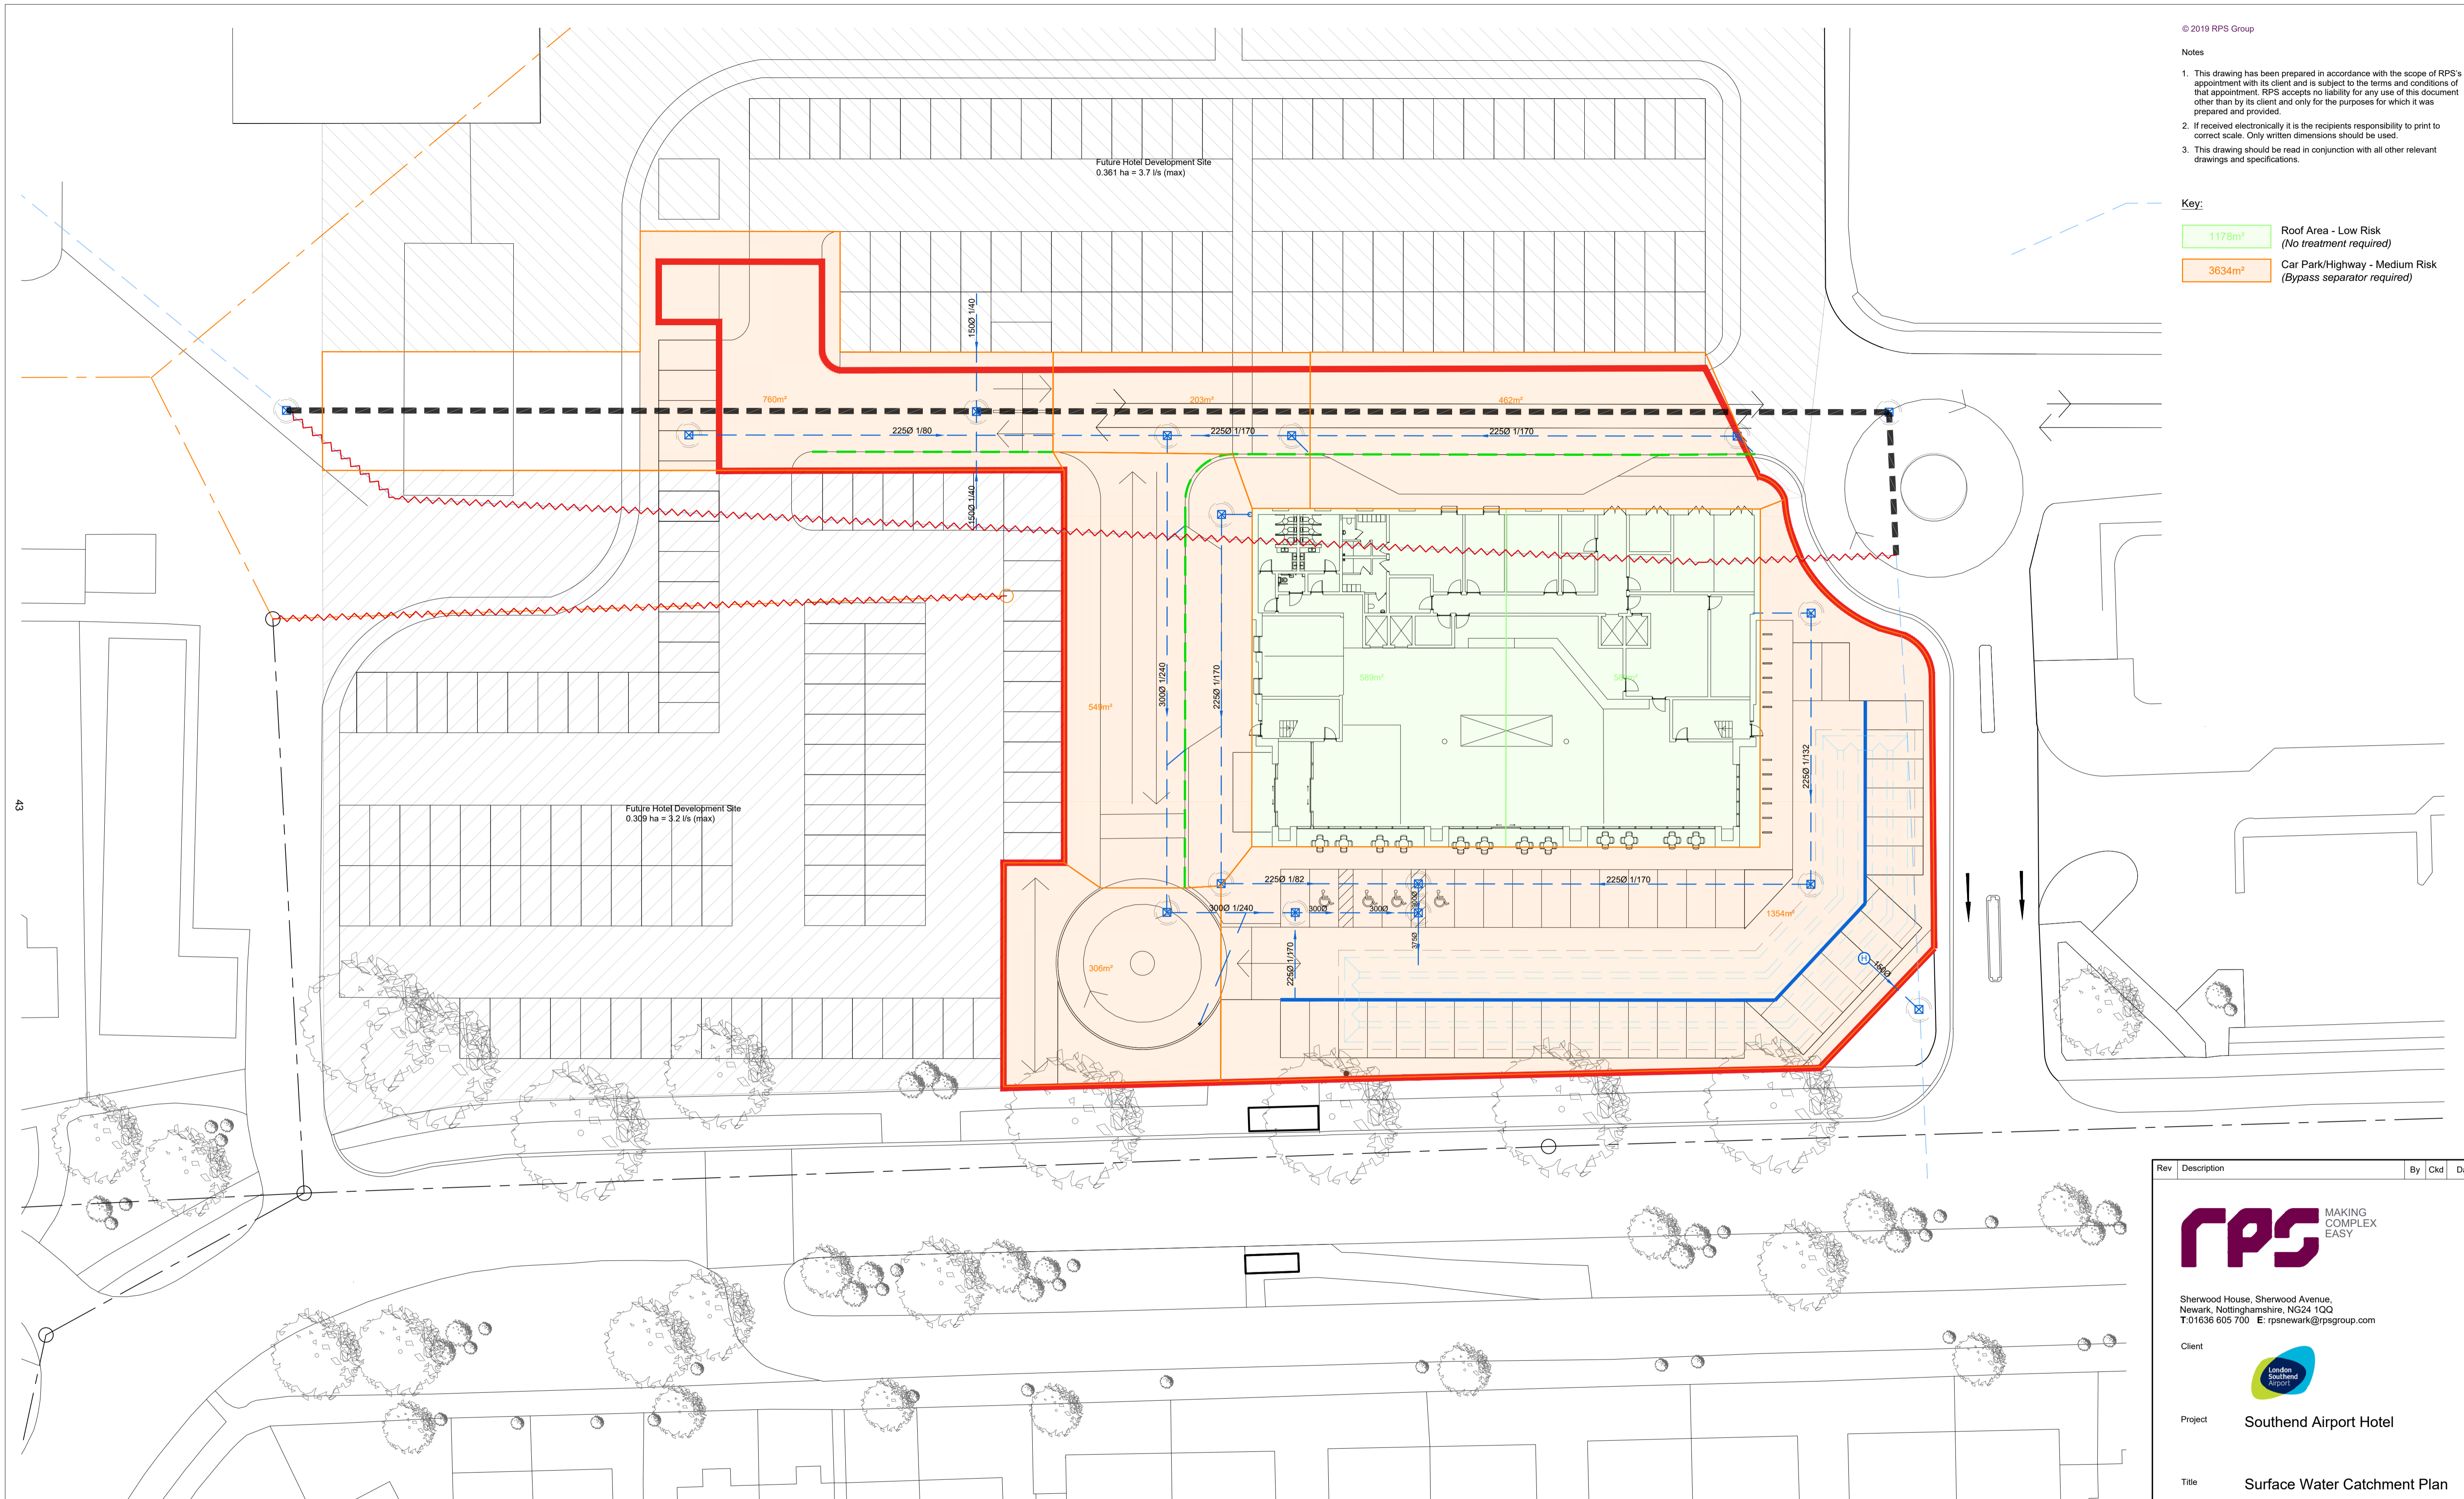 © 2019 RPS Group
Notes
1. This drawing has been prepared in accordance with the scope of RPS's
appointment with its client and is subject to the terms and conditions of
that appointment. RPS accepts no liability for any use of this document
other than by its client and only for the purposes for which it was
prepared and provided.
2. If received electronically it is the recipients responsibility to print to
correct scale. Only written dimensions should be used.
3. This drawing should be read in conjunction with all other relevant
drawings and specifications.
Key:
1178m²
Roof Area - Low Risk
(No treatment required)
3634m²
Car Park/Highway - Medium Risk
(Bypass separator required)
Future Hotel Development Site
0.361 ha = 3.7 l/s (max)
150Ø 1/40
760m²
203m²
462m²
225Ø 1/80
225Ø 1/170
225Ø 1/170
150Ø 1/40
300Ø 1/240
225Ø 1/170
589m²
549m²
225Ø 1/132
Future Hotel Development Site
0.309 ha = 3.2 l/s (max)
43
225Ø 1/82
225Ø 1/170
300Ø 1/240
300Ø
300Ø
300Ø
1354m²
375Ø
225Ø 1/170
306m²
H
150Ø
Rev Description By Ckd
rps
MAKING
COMPLEX
EASY
Sherwood House, Sherwood Avenue,
Newark, Nottinghamshire, NG24 1QQ
T:01636 605 700 E: rpsnewark@rpsgroup.com
Client
London
Southend
Airport
Project Southend Airport Hotel
Title Surface Water Catchment Plan